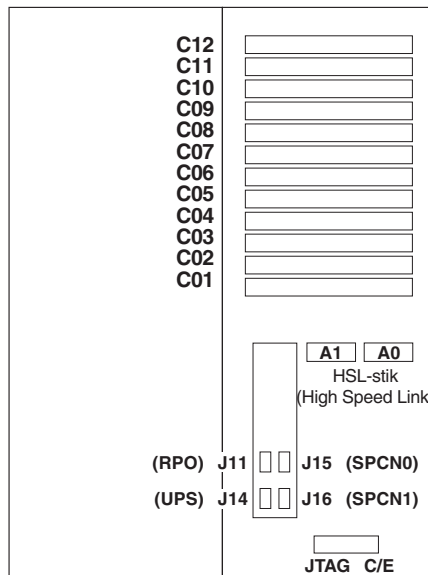 C12
C11
C10
C09
C08
C07
C06
C05
C04
C03
C02
C01
A1 A0
HSL-stik
(High Speed Link
(RPO) J11 J15 (SPCN0)
(UPS) J14 J16 (SPCN1)
JTAG C/E